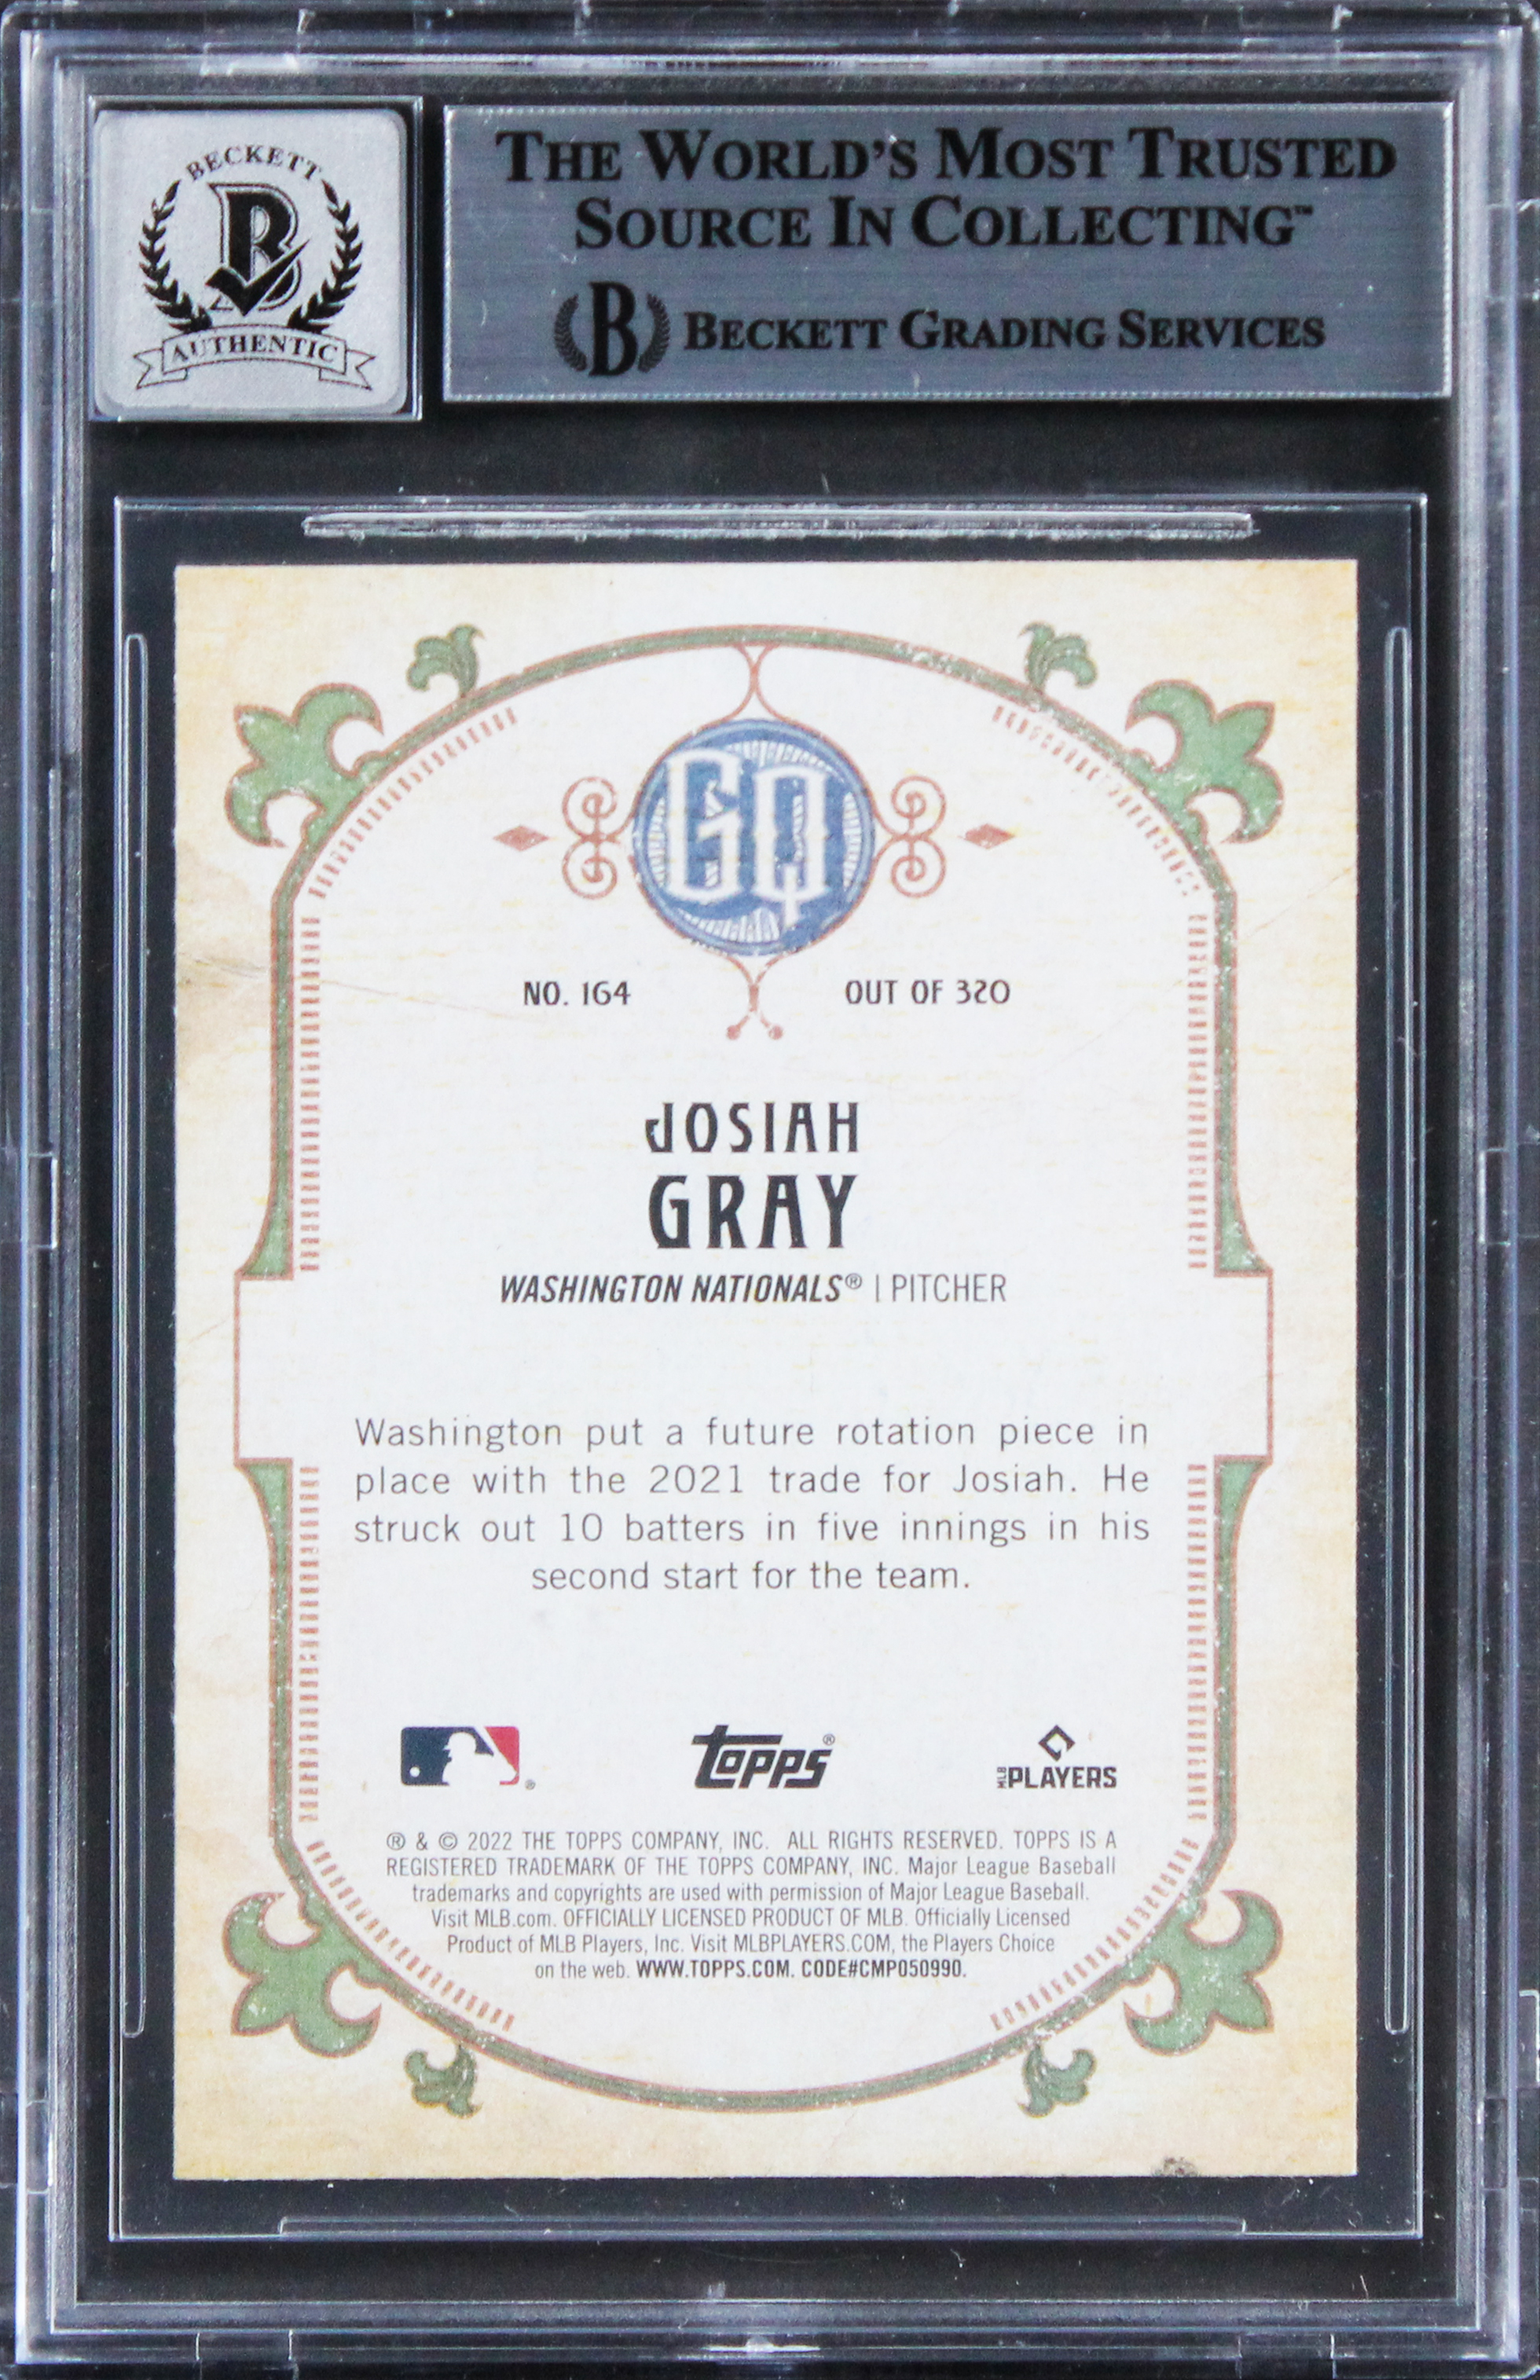 BECKETT
B
AUTHENTIC
THE WORLD'S MOST TRUSTED
SOURCE IN COLLECTING™
B BECKETT GRADING SERVICES
GQ
NO. 164 OUT OF 320
JOSIAH
GRAY
WASHINGTON NATIONALS® | PITCHER
Washington put a future rotation piece in
place with the 2021 trade for Josiah. He
struck out 10 batters in five innings in his
second start for the team.
® topps® MLB PLAYERS
® & © 2022 THE TOPPS COMPANY, INC. ALL RIGHTS RESERVED. TOPPS IS A
REGISTERED TRADEMARK OF THE TOPPS COMPANY, INC. Major League Baseball
trademarks and copyrights are used with permission of Major League Baseball.
Visit MLB.com. OFFICIALLY LICENSED PRODUCT OF MLB. Officially Licensed
Product of MLB Players, Inc. Visit MLBPLAYERS.COM, the Players Choice
on the web. WWW.TOPPS.COM. CODE#CMP050990.